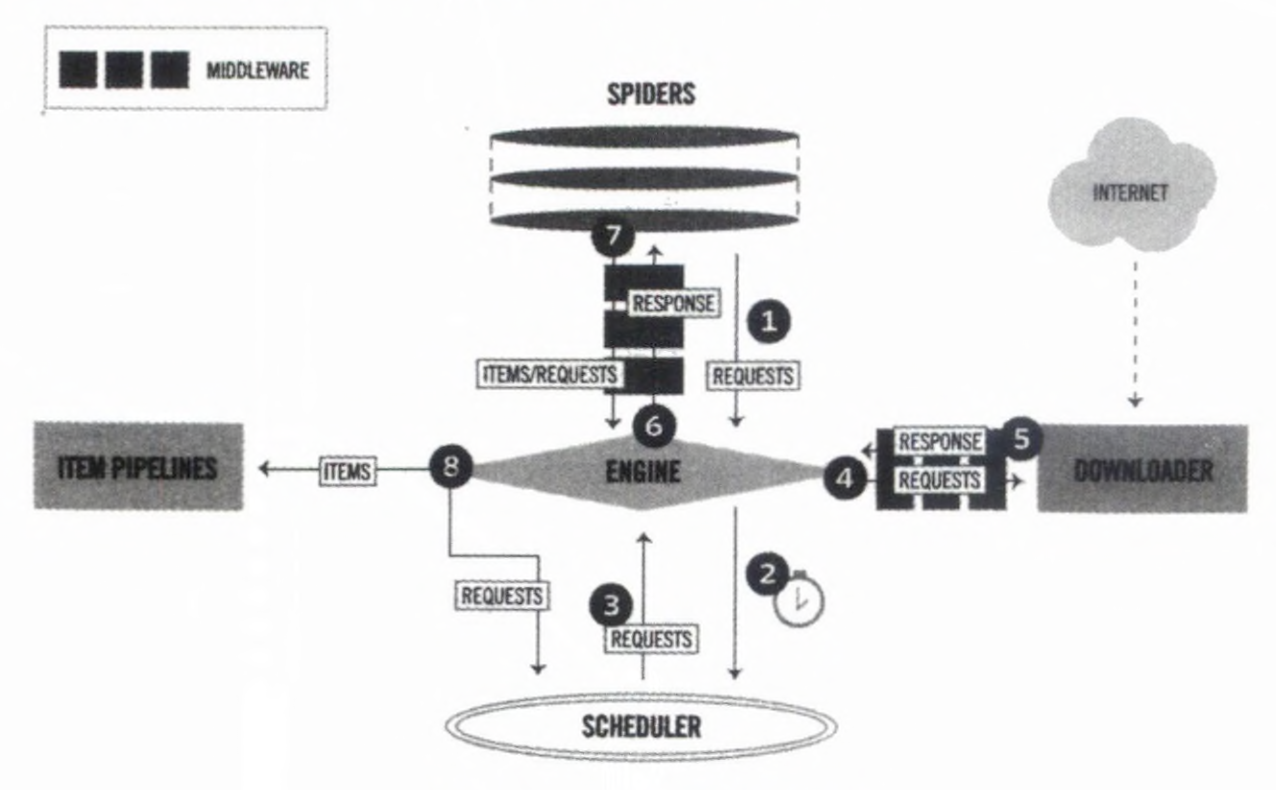 MIDDLEWARE
SPIDERS
INTERNET
7
RESPONSE
1
ITEMS/REQUESTS
REQUESTS
6
5
RESPONSE
ITEM PIPELINES
ITEMS
8
ENGINE
4
REQUESTS
DOWNLOADER
2
REQUESTS
3
REQUESTS
SCHEDULER